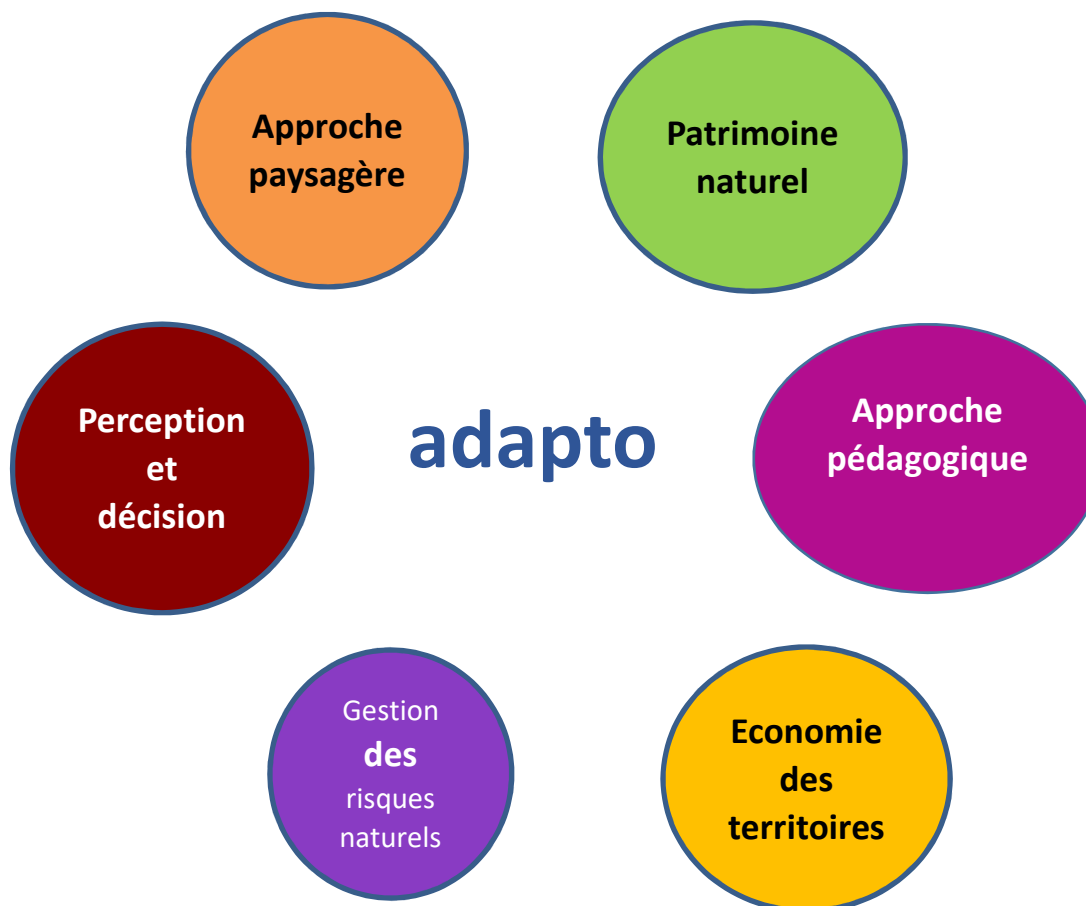 Approche
paysagère
Patrimoine
naturel
Perception
et
décision
adapto
Approche
pédagogique
Gestion
des
risques
naturels
Economie
des
territoires